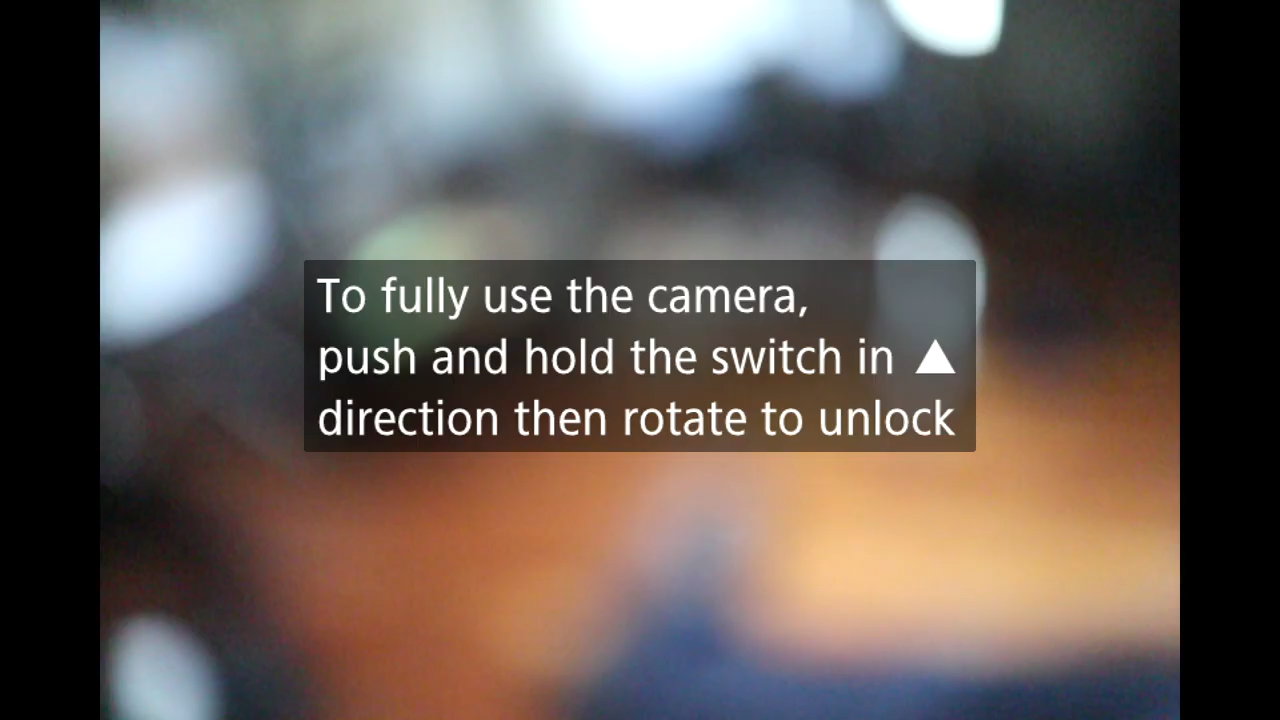 To fully use the camera,
push and hold the switch in ▲
direction then rotate to unlock